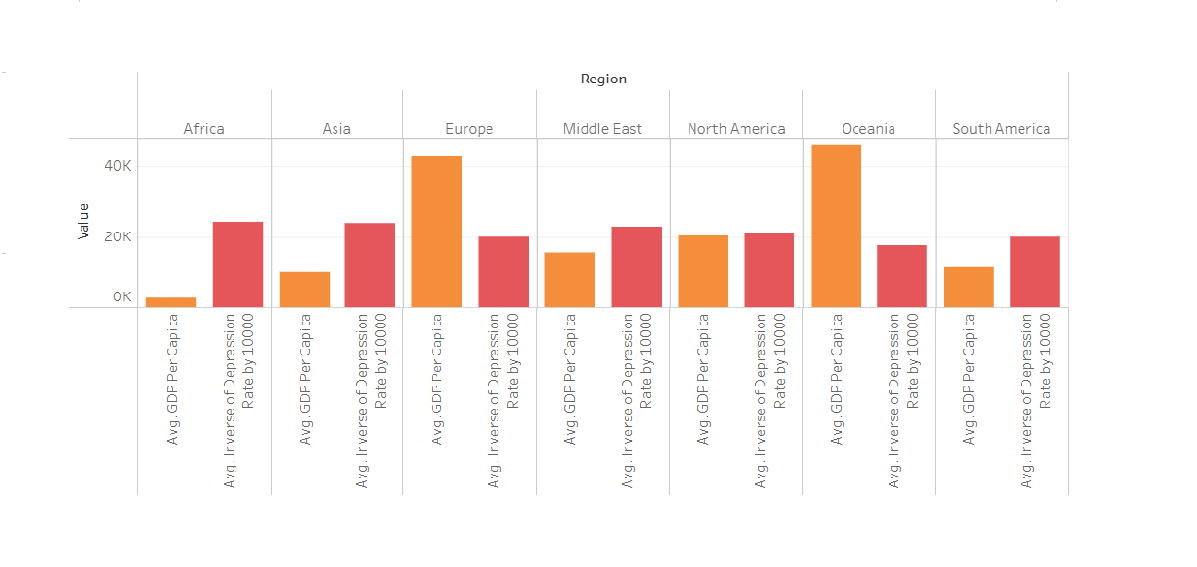 Region
Africa
Asia
Europe
Middle East
North America
Oceania
South America
Value
40K
20K
0K
Avg. GDP Per Capita
Avg. Inverse of Depression
Rate by 10000
Avg. GDP Per Capita
Avg. Inverse of Depression
Rate by 10000
Avg. GDP Per Capita
Avg. Inverse of Depression
Rate by 10000
Avg. GDP Per Capita
Avg. Inverse of Depression
Rate by 10000
Avg. GDP Per Capita
Avg. Inverse of Depression
Rate by 10000
Avg. GDP Per Capita
Avg. Inverse of Depression
Rate by 10000
Avg. GDP Per Capita
Avg. Inverse of Depression
Rate by 10000